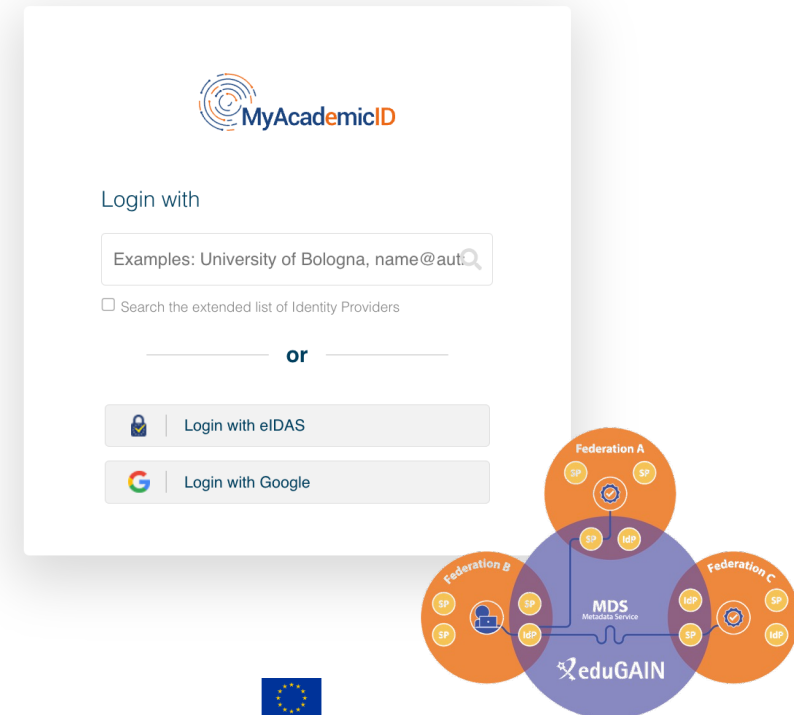 MyAcademicID
Login with
Examples: University of Bologna, name@aut
Search the extended list of Identity Providers
or
Login with eIDAS
Login with Google
Federation A
SP
SP
SP
IdP
Federation B
SP
SP
SP
IdP
MDS
Metadata Service
eduGAIN
Federation C
IdP
SP
SP
IdP